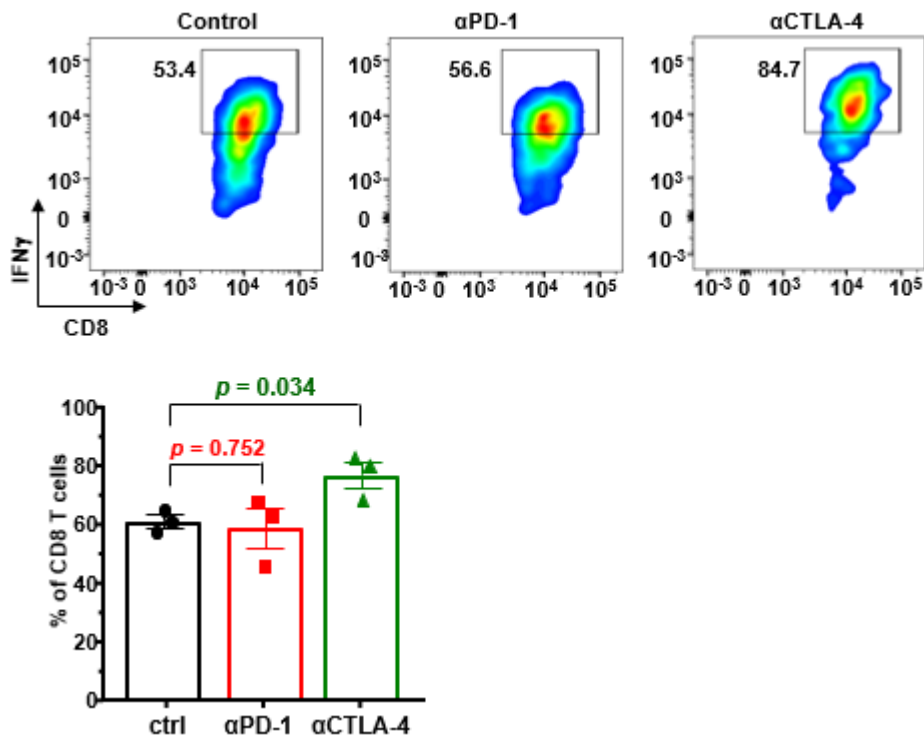 Control αPD-1 αCTLA-4
10⁵ 10⁵ 10⁵
53.4 56.6 84.7
10⁴ 10⁴ 10⁴
10³ 10³ 10³
0 0 0
10⁻³ 10⁻³ 10⁻³
IFNγ
10⁻³ 0 10³ 10⁴ 10⁵ 10⁻³ 0 10³ 10⁴ 10⁵ 10⁻³ 0 10³ 10⁴ 10⁵
CD8
p = 0.034
100
p = 0.752
80
60
40
20
0
% of CD8 T cells
ctrl αPD-1 αCTLA-4